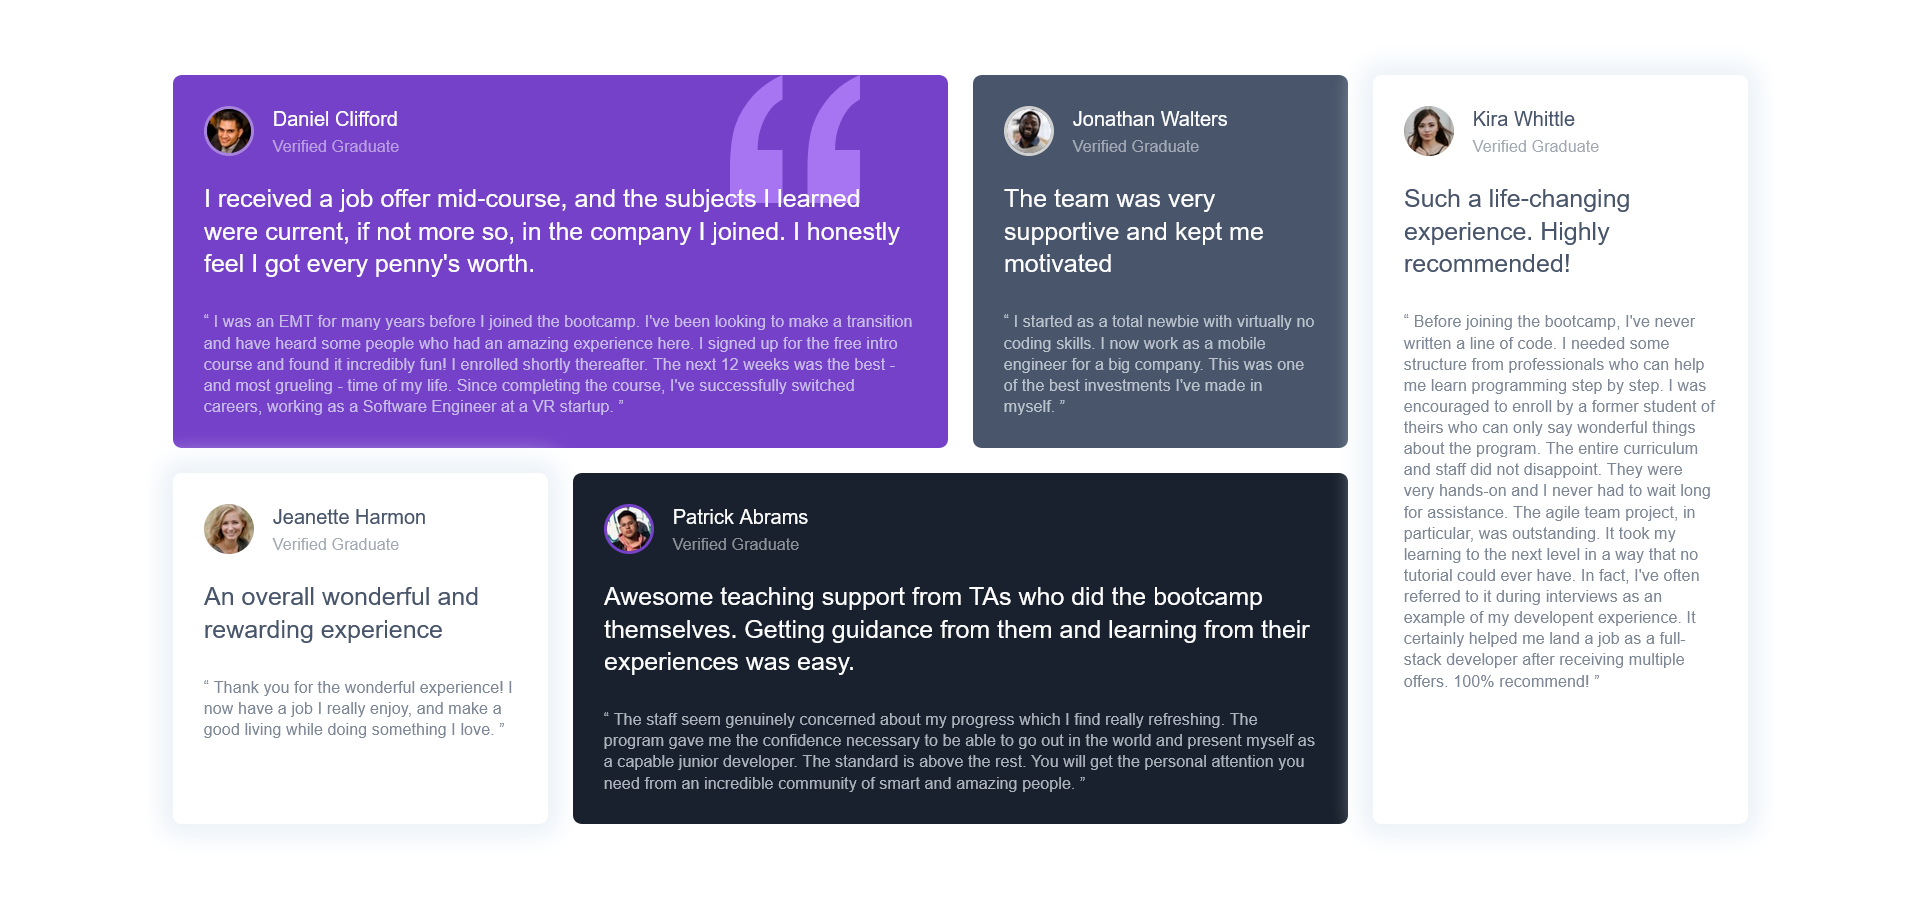 Daniel Clifford
Verified Graduate
I received a job offer mid-course, and the subjects I learned
were current, if not more so, in the company I joined. I honestly
feel I got every penny's worth.
“ I was an EMT for many years before I joined the bootcamp. I've been looking to make a transition
and have heard some people who had an amazing experience here. I signed up for the free intro
course and found it incredibly fun! I enrolled shortly thereafter. The next 12 weeks was the best -
and most grueling - time of my life. Since completing the course, I've successfully switched
careers, working as a Software Engineer at a VR startup. ”
Jonathan Walters
Verified Graduate
The team was very
supportive and kept me
motivated
“ I started as a total newbie with virtually no
coding skills. I now work as a mobile
engineer for a big company. This was one
of the best investments I've made in
myself. ”
Kira Whittle
Verified Graduate
Such a life-changing
experience. Highly
recommended!
“ Before joining the bootcamp, I've never
written a line of code. I needed some
structure from professionals who can help
me learn programming step by step. I was
encouraged to enroll by a former student of
theirs who can only say wonderful things
about the program. The entire curriculum
and staff did not disappoint. They were
very hands-on and I never had to wait long
for assistance. The agile team project, in
particular, was outstanding. It took my
learning to the next level in a way that no
tutorial could ever have. In fact, I've often
referred to it during interviews as an
example of my developent experience. It
certainly helped me land a job as a full-
stack developer after receiving multiple
offers. 100% recommend! ”
Jeanette Harmon
Verified Graduate
An overall wonderful and
rewarding experience
“ Thank you for the wonderful experience! I
now have a job I really enjoy, and make a
good living while doing something I love. ”
Patrick Abrams
Verified Graduate
Awesome teaching support from TAs who did the bootcamp
themselves. Getting guidance from them and learning from their
experiences was easy.
“ The staff seem genuinely concerned about my progress which I find really refreshing. The
program gave me the confidence necessary to be able to go out in the world and present myself as
a capable junior developer. The standard is above the rest. You will get the personal attention you
need from an incredible community of smart and amazing people. ”